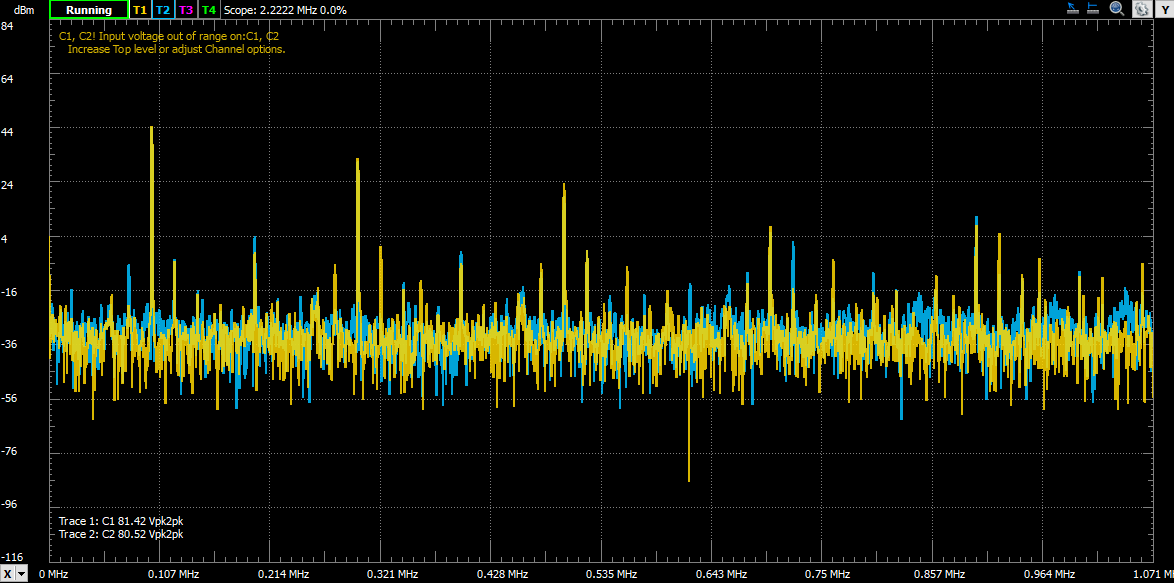 dBm Running T1 T2 T3 T4 Scope: 2.2222 MHz 0.0% Y
84
C1, C2! Input voltage out of range on:C1, C2
Increase Top level or adjust Channel options.
64
44
24
4
-16
-36
-56
-76
-96
Trace 1: C1 81.42 Vpk2pk
Trace 2: C2 80.52 Vpk2pk
-116
X 0 MHz 0.107 MHz 0.214 MHz 0.321 MHz 0.428 MHz 0.535 MHz 0.643 MHz 0.75 MHz 0.857 MHz 0.964 MHz 1.071 M